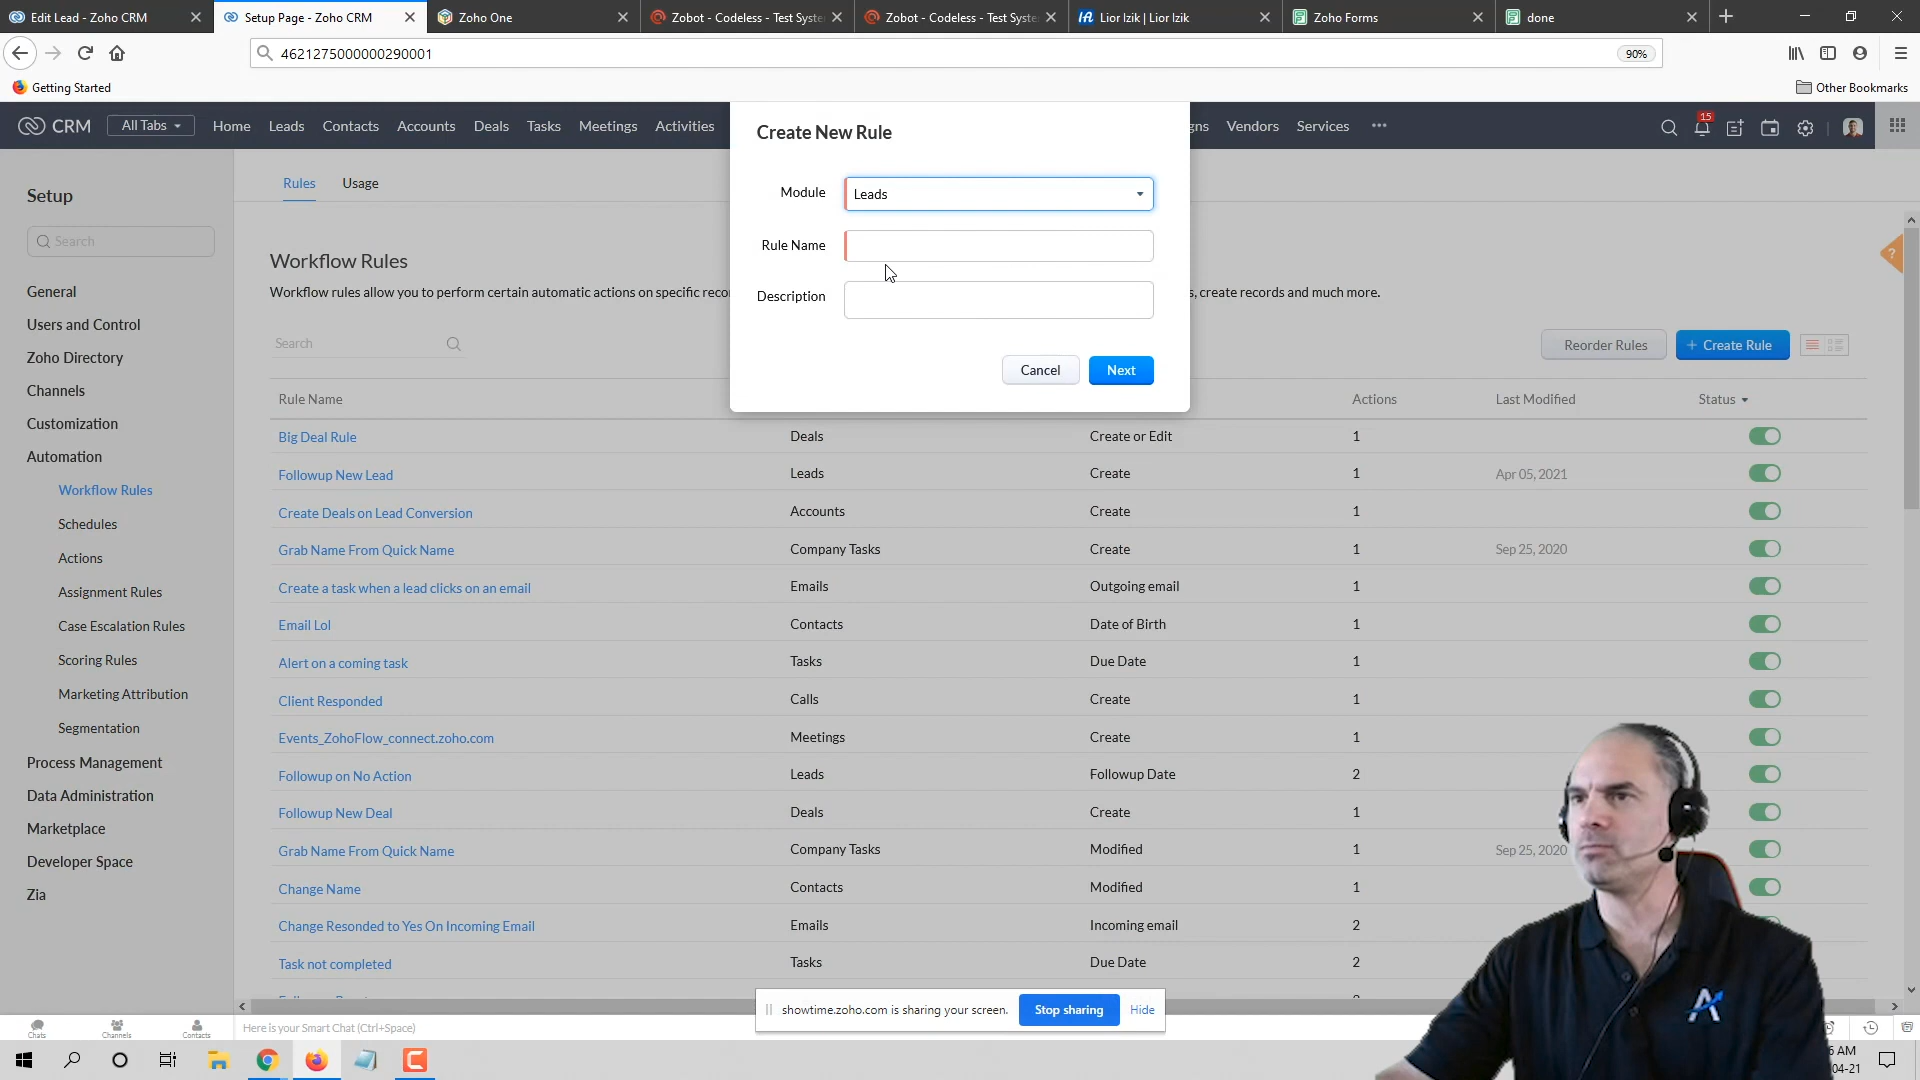 Edit Lead - Zoho CRM
Setup Page - Zoho CRM
Zoho One
Zobot - Codeless - Test Syste
Zobot - Codeless - Test Syste
Lior Izik | Lior Izik
Zoho Forms
done
4621275000000290001
90%
Getting Started
Other Bookmarks
CRM
All Tabs
Home
Leads
Contacts
Accounts
Deals
Tasks
Meetings
Activities
Vendors
Services
15
Create New Rule
Module
Leads
Rule Name
Description
Cancel
Next
Setup
Search
General
Users and Control
Zoho Directory
Channels
Customization
Automation
Workflow Rules
Schedules
Actions
Assignment Rules
Case Escalation Rules
Scoring Rules
Marketing Attribution
Segmentation
Process Management
Data Administration
Marketplace
Developer Space
Zia
Rules
Usage
Workflow Rules
Workflow rules allow you to perform certain automatic actions on specific reco
s, create records and much more.
Search
Reorder Rules
+ Create Rule
?
Rule Name
Actions
Last Modified
Status
Big Deal Rule Deals Create or Edit 1
Followup New Lead Leads Create 1 Apr 05, 2021
Create Deals on Lead Conversion Accounts Create 1
Grab Name From Quick Name Company Tasks Create 1 Sep 25, 2020
Create a task when a lead clicks on an email Emails Outgoing email 1
Email Lol Contacts Date of Birth 1
Alert on a coming task Tasks Due Date 1
Client Responded Calls Create 1
Events_ZohoFlow_connect.zoho.com Meetings Create 1
Followup on No Action Leads Followup Date 2
Followup New Deal Deals Create 1
Grab Name From Quick Name Company Tasks Modified 1 Sep 25, 2020
Change Name Contacts Modified 1
Change Resonded to Yes On Incoming Email Emails Incoming email 2
Task not completed Tasks Due Date 2
showtime.zoho.com is sharing your screen.
Stop sharing
Hide
Chats
Channels
Contacts
Here is your Smart Chat (Ctrl+Space)
6 AM
04-21